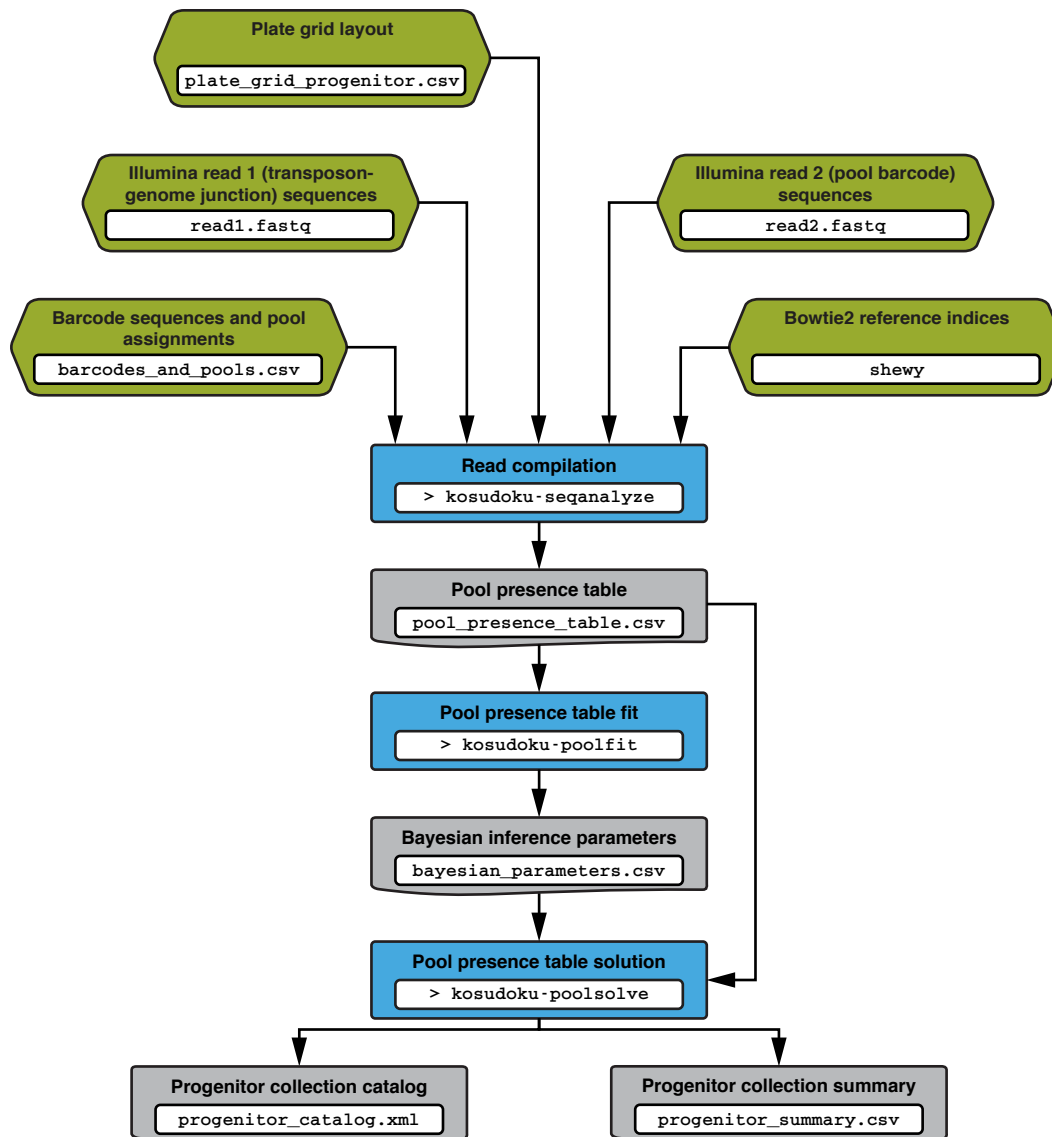 Plate grid layout
plate_grid_progenitor.csv
Illumina read 1 (transposon-
genome junction) sequences
read1.fastq
Illumina read 2 (pool barcode)
sequences
read2.fastq
Barcode sequences and pool
assignments
barcodes_and_pools.csv
Bowtie2 reference indices
shewy
Read compilation
> kosudoku-seqanalyze
Pool presence table
pool_presence_table.csv
Pool presence table fit
> kosudoku-poolfit
Bayesian inference parameters
bayesian_parameters.csv
Pool presence table solution
> kosudoku-poolsolve
Progenitor collection catalog
progenitor_catalog.xml
Progenitor collection summary
progenitor_summary.csv